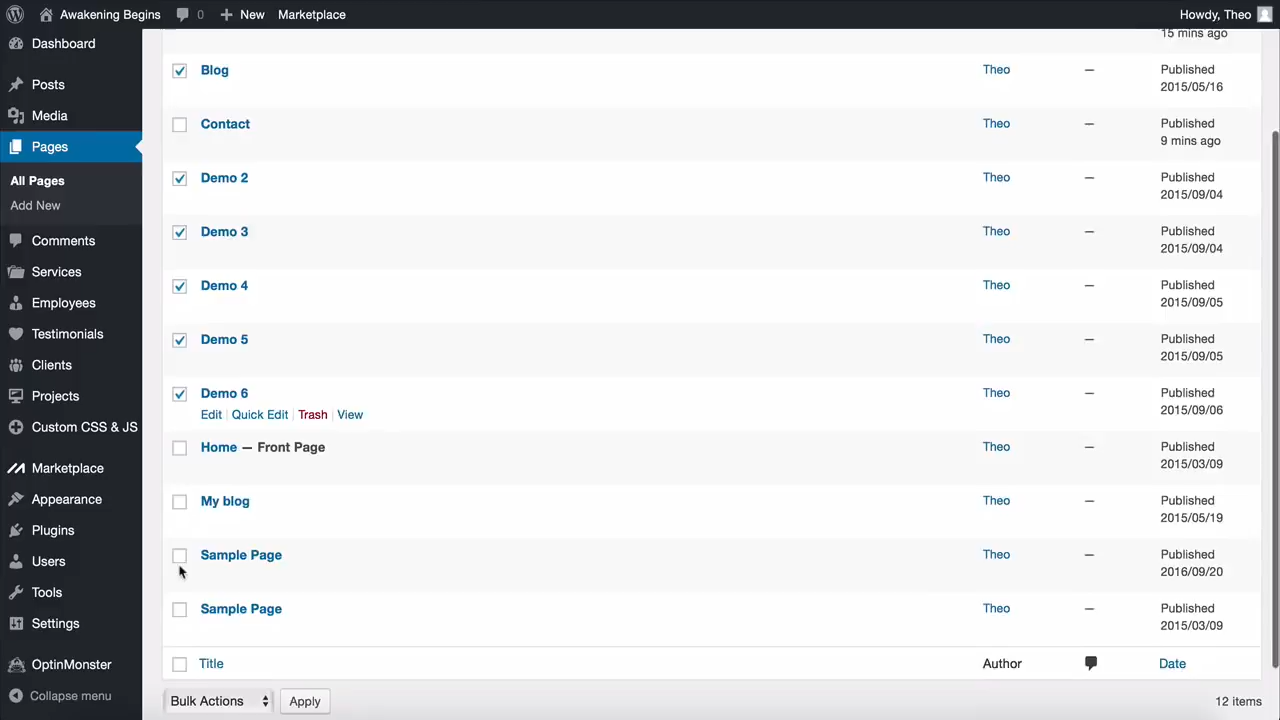 Awakening Begins 0 New Marketplace Howdy, Theo
Dashboard
Posts
Media
Pages
All Pages
Add New
Comments
Services
Employees
Testimonials
Clients
Projects
Custom CSS & JS
Marketplace
Appearance
Plugins
Users
Tools
Settings
OptinMonster
Collapse menu
15 mins ago
Blog Theo — Published
2015/05/16
Contact Theo — Published
9 mins ago
Demo 2 Theo — Published
2015/09/04
Demo 3 Theo — Published
2015/09/04
Demo 4 Theo — Published
2015/09/05
Demo 5 Theo — Published
2015/09/05
Demo 6 Theo — Published
Edit | Quick Edit | Trash | View 2015/09/06
Home — Front Page Theo — Published
2015/03/09
My blog Theo — Published
2015/05/19
Sample Page Theo — Published
2016/09/20
Sample Page Theo — Published
2015/03/09
Title Author Date
Bulk Actions Apply 12 items